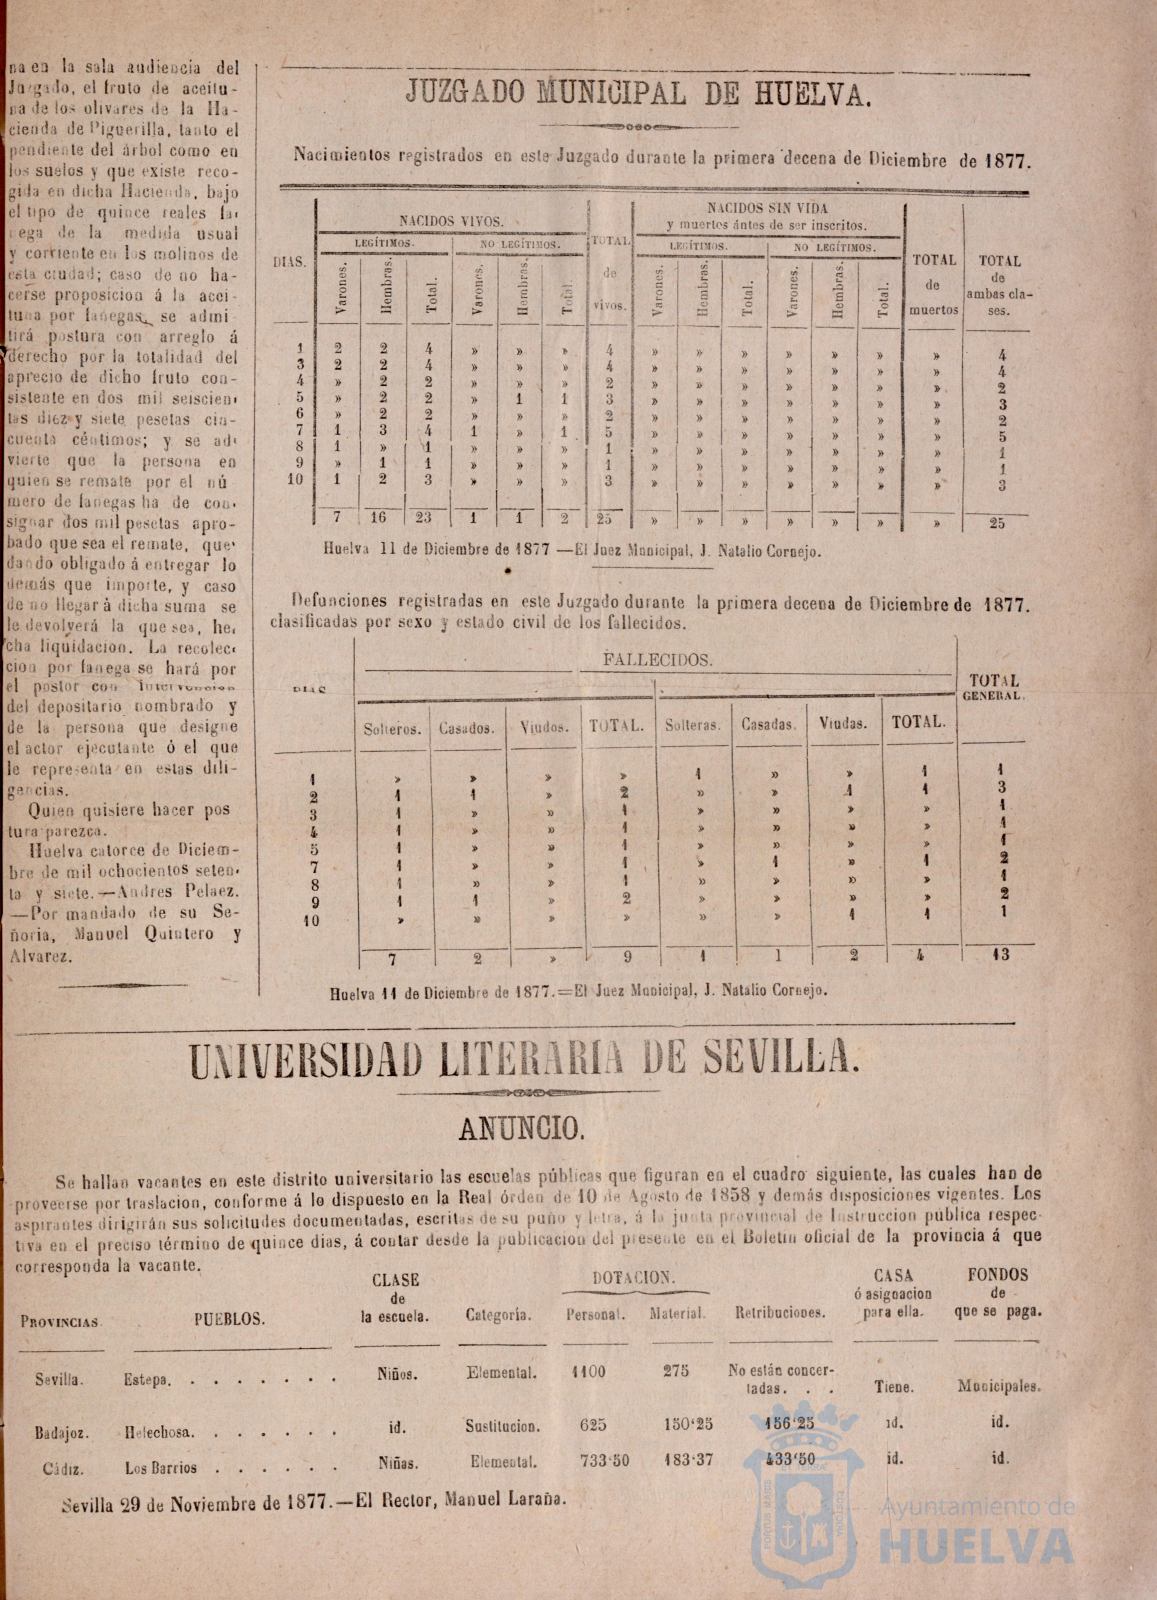 na en la sala audiencia del
Juzgado, el fruto de aceitu-
na de los olivares de la Ha-
cienda de Piguerilla, tanto el
pendiente del árbol como en
los suelos y que existe reco-
gida en dicha Hacienda, bajo
el tipo de quince reales fa-
nega de la medida usual
y corriente en los molinos de
esta ciudad; caso de no ha-
cerse proposicion á la acei-
tuna por fanegas, se admi
tirá postura con arreglo á
derecho por la totalidad del
aprecio de dicho fruto con-
sistente en dos mil seiscien-
tas diez y siete pesetas cin-
cuenta céntimos; y se ad-
vierte que la persona en
quien se remate por el nú
mero de fanegas ha de con-
signar dos mil pesetas apro-
bado que sea el remate, que-
dando obligado á entregar lo
demás que importe, y caso
de no llegar á dicha suma se
le devolverá la que sea, he-
cha liquidacion. La recolec-
cion por fanega se hará por
el postor con intervencion
del depositario nombrado y
de la persona que designe
el actor ejecutante ó el que
le representa en estas dili-
gencias.
Quien quisiere hacer pos
tura parezca.
Huelva catorce de Diciem-
bre de mil ochocientos seten-
ta y siete.—Andres Pelaez.
—Por mandado de su Se-
ñoria, Manuel Quintero y
Alvarez.
JUZGADO MUNICIPAL DE HUELVA.
Nacimientos registrados en este Juzgado durante la primera decena de Diciembre de 1877.
NACIDOS VIVOS. NACIDOS SIN VIDA
y muertos ántes de ser inscritos.
LEGÍTIMOS. NO LEGÍTIMOS. TOTAL LEGÍTIMOS. NO LEGÍTIMOS.
DIAS. Varones. Hembras. Total. Varones. Hembras. Total. de vivos. Varones. Hembras. Total. Varones. Hembras. Total. TOTAL de muertos TOTAL de ambas cla-ses.
1 2 2 4 » » » 4 » » » » » » » 4
3 2 2 4 » » » 4 » » » » » » » 4
4 » 2 2 » » » 2 » » » » » » » 2
5 » 2 2 » 1 1 3 » » » » » » » 3
6 » 2 2 » » » 2 » » » » » » » 2
7 1 3 4 1 » 1 5 » » » » » » » 5
8 1 » 1 » » » 1 » » » » » » » 1
9 » 1 1 » » » 1 » » » » » » » 1
10 1 2 3 » » » 3 » » » » » » » 3
7 16 23 1 1 2 25 » » » » » » » 25
Huelva 11 de Diciembre de 1877 —El Juez Municipal, J. Natalio Cornejo.
Defunciones registradas en este Juzgado durante la primera decena de Diciembre de 1877.
clasificadas por sexo y estado civil de los fallecidos.
FALLECIDOS.
DIAS TOTAL
GENERAL.
Solteros. Casados. Viudos. TOTAL. Solteras. Casadas. Viudas. TOTAL.
1 » » » » 1 » » 1 1
2 1 1 » 2 » » 1 1 3
3 1 » » 1 » » » » 1
4 1 » » 1 » » » » 1
5 1 » » 1 » » » » 1
7 1 » » 1 » 1 » 1 2
8 1 » » 1 » » » » 1
9 1 1 » 2 » » » » 2
10 » » » » » » 1 1 1
7 2 » 9 1 1 2 4 13
Huelva 11 de Diciembre de 1877.=El Juez Municipal, J. Natalio Cornejo.
UNIVERSIDAD LITERARIA DE SEVILLA.
ANUNCIO.
Se hallan vacantes en este distrito universitario las escuelas públicas que figuran en el cuadro siguiente, las cuales han de
proveerse por traslacion, conforme á lo dispuesto en la Real órden de 10 de Agosto de 1858 y demás disposiciones vigentes. Los
aspirantes dirigirán sus solicitudes documentadas, escritas de su puño y letra, á la junta provincial de Instruccion pública respec-
tiva en el preciso término de quince dias, á contar desde la publicacion del presente en el Boletin oficial de la provincia á que
corresponda la vacante.
CLASE DOTACION. CASA FONDOS
de ó asignacion de
PROVINCIAS PUEBLOS. la escuela. Categoría. Personal. Material. Retribuciones. para ella. que se paga.
Sevilla. Estepa. . . . . . . . Niños. Elemental. 1100 275 No están concer-
tadas. . . Tiene. Municipales.
Badajoz. Helechosa. . . . . . . id. Sustitucion. 625 150‘25 156‘25 id. id.
Cádiz. Los Barrios . . . . . . Niñas. Elemental. 733·50 183·37 433‘50 id. id.
Sevilla 29 de Noviembre de 1877.—El Rector, Manuel Laraña.
Ayuntamiento de
HUELVA